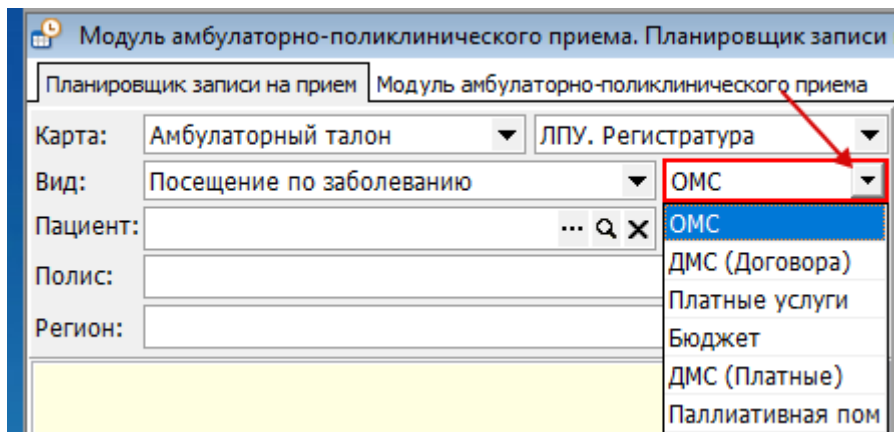 Модуль амбулаторно-поликлинического приема. Планировщик записи
Планировщик записи на прием Модуль амбулаторно-поликлинического приема
Карта: Амбулаторный талон ЛПУ. Регистратура
Вид: Посещение по заболеванию ОМС
Пациент: ... ОМС
Полис: ДМС (Договора)
Платные услуги
Регион: Бюджет
ДМС (Платные)
Паллиативная пом